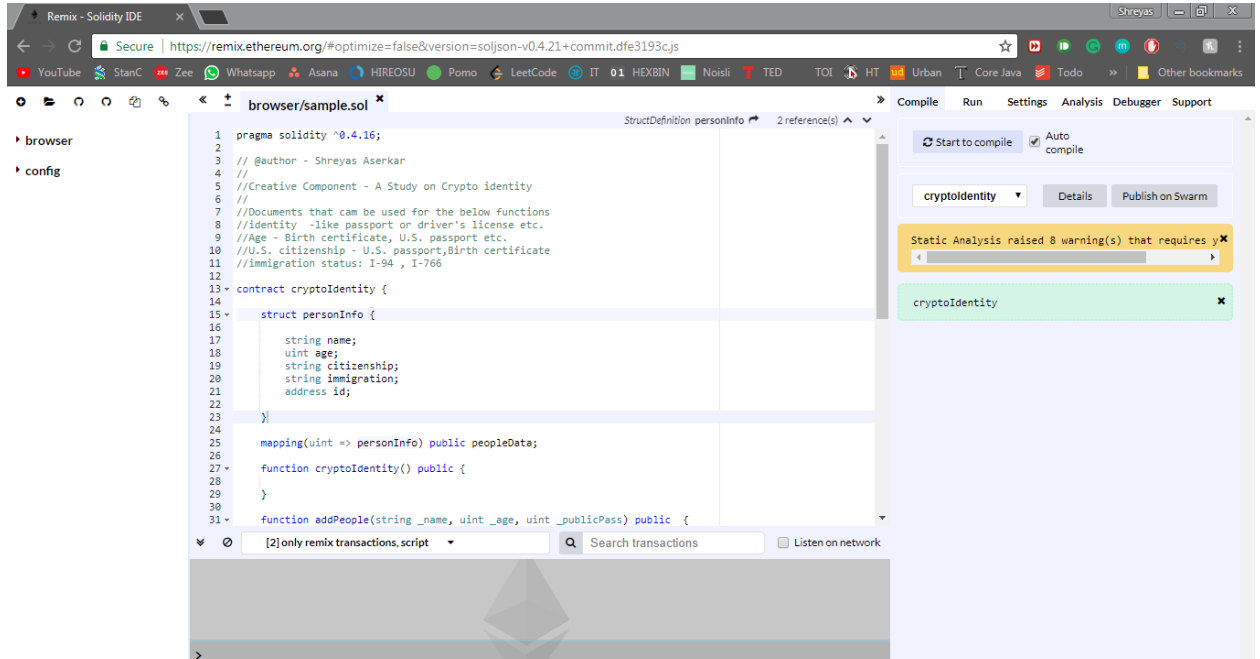 Remix - Solidity IDE ×
Shreyas
Secure | https://remix.ethereum.org/#optimize=false&version=soljson-v0.4.21+commit.dfe3193c.js
YouTube StanC Zee Whatsapp Asana HIREOSU Pomo LeetCode IT 01 HEXBIN Noisli TED TOI HT ud Urban Core Java Todo » Other bookmarks
browser/sample.sol ×
Compile Run Settings Analysis Debugger Support
StructDefinition personInfo 2 reference(s)
browser
config
1 pragma solidity ^0.4.16;
2
3 // @author - Shreyas Aserkar
4 //
5 //Creative Component - A Study on Crypto identity
6 //
7 //Documents that cam be used for the below functions
8 //identity -like passport or driver's license etc.
9 //Age - Birth certificate, U.S. passport etc.
10 //U.S. citizenship - U.S. passport,Birth certificate
11 //immigration status: I-94 , I-766
12
13 contract cryptoIdentity {
14
15 struct personInfo {
16
17 string name;
18 uint age;
19 string citizenship;
20 string immigration;
21 address id;
22
23 }
24
25 mapping(uint => personInfo) public peopleData;
26
27 function cryptoIdentity() public {
28
29 }
30
31 function addPeople(string _name, uint _age, uint _publicPass) public {
Start to compile Auto compile
cryptoIdentity Details Publish on Swarm
Static Analysis raised 8 warning(s) that requires y
cryptoIdentity
[2] only remix transactions, script Search transactions Listen on network
>